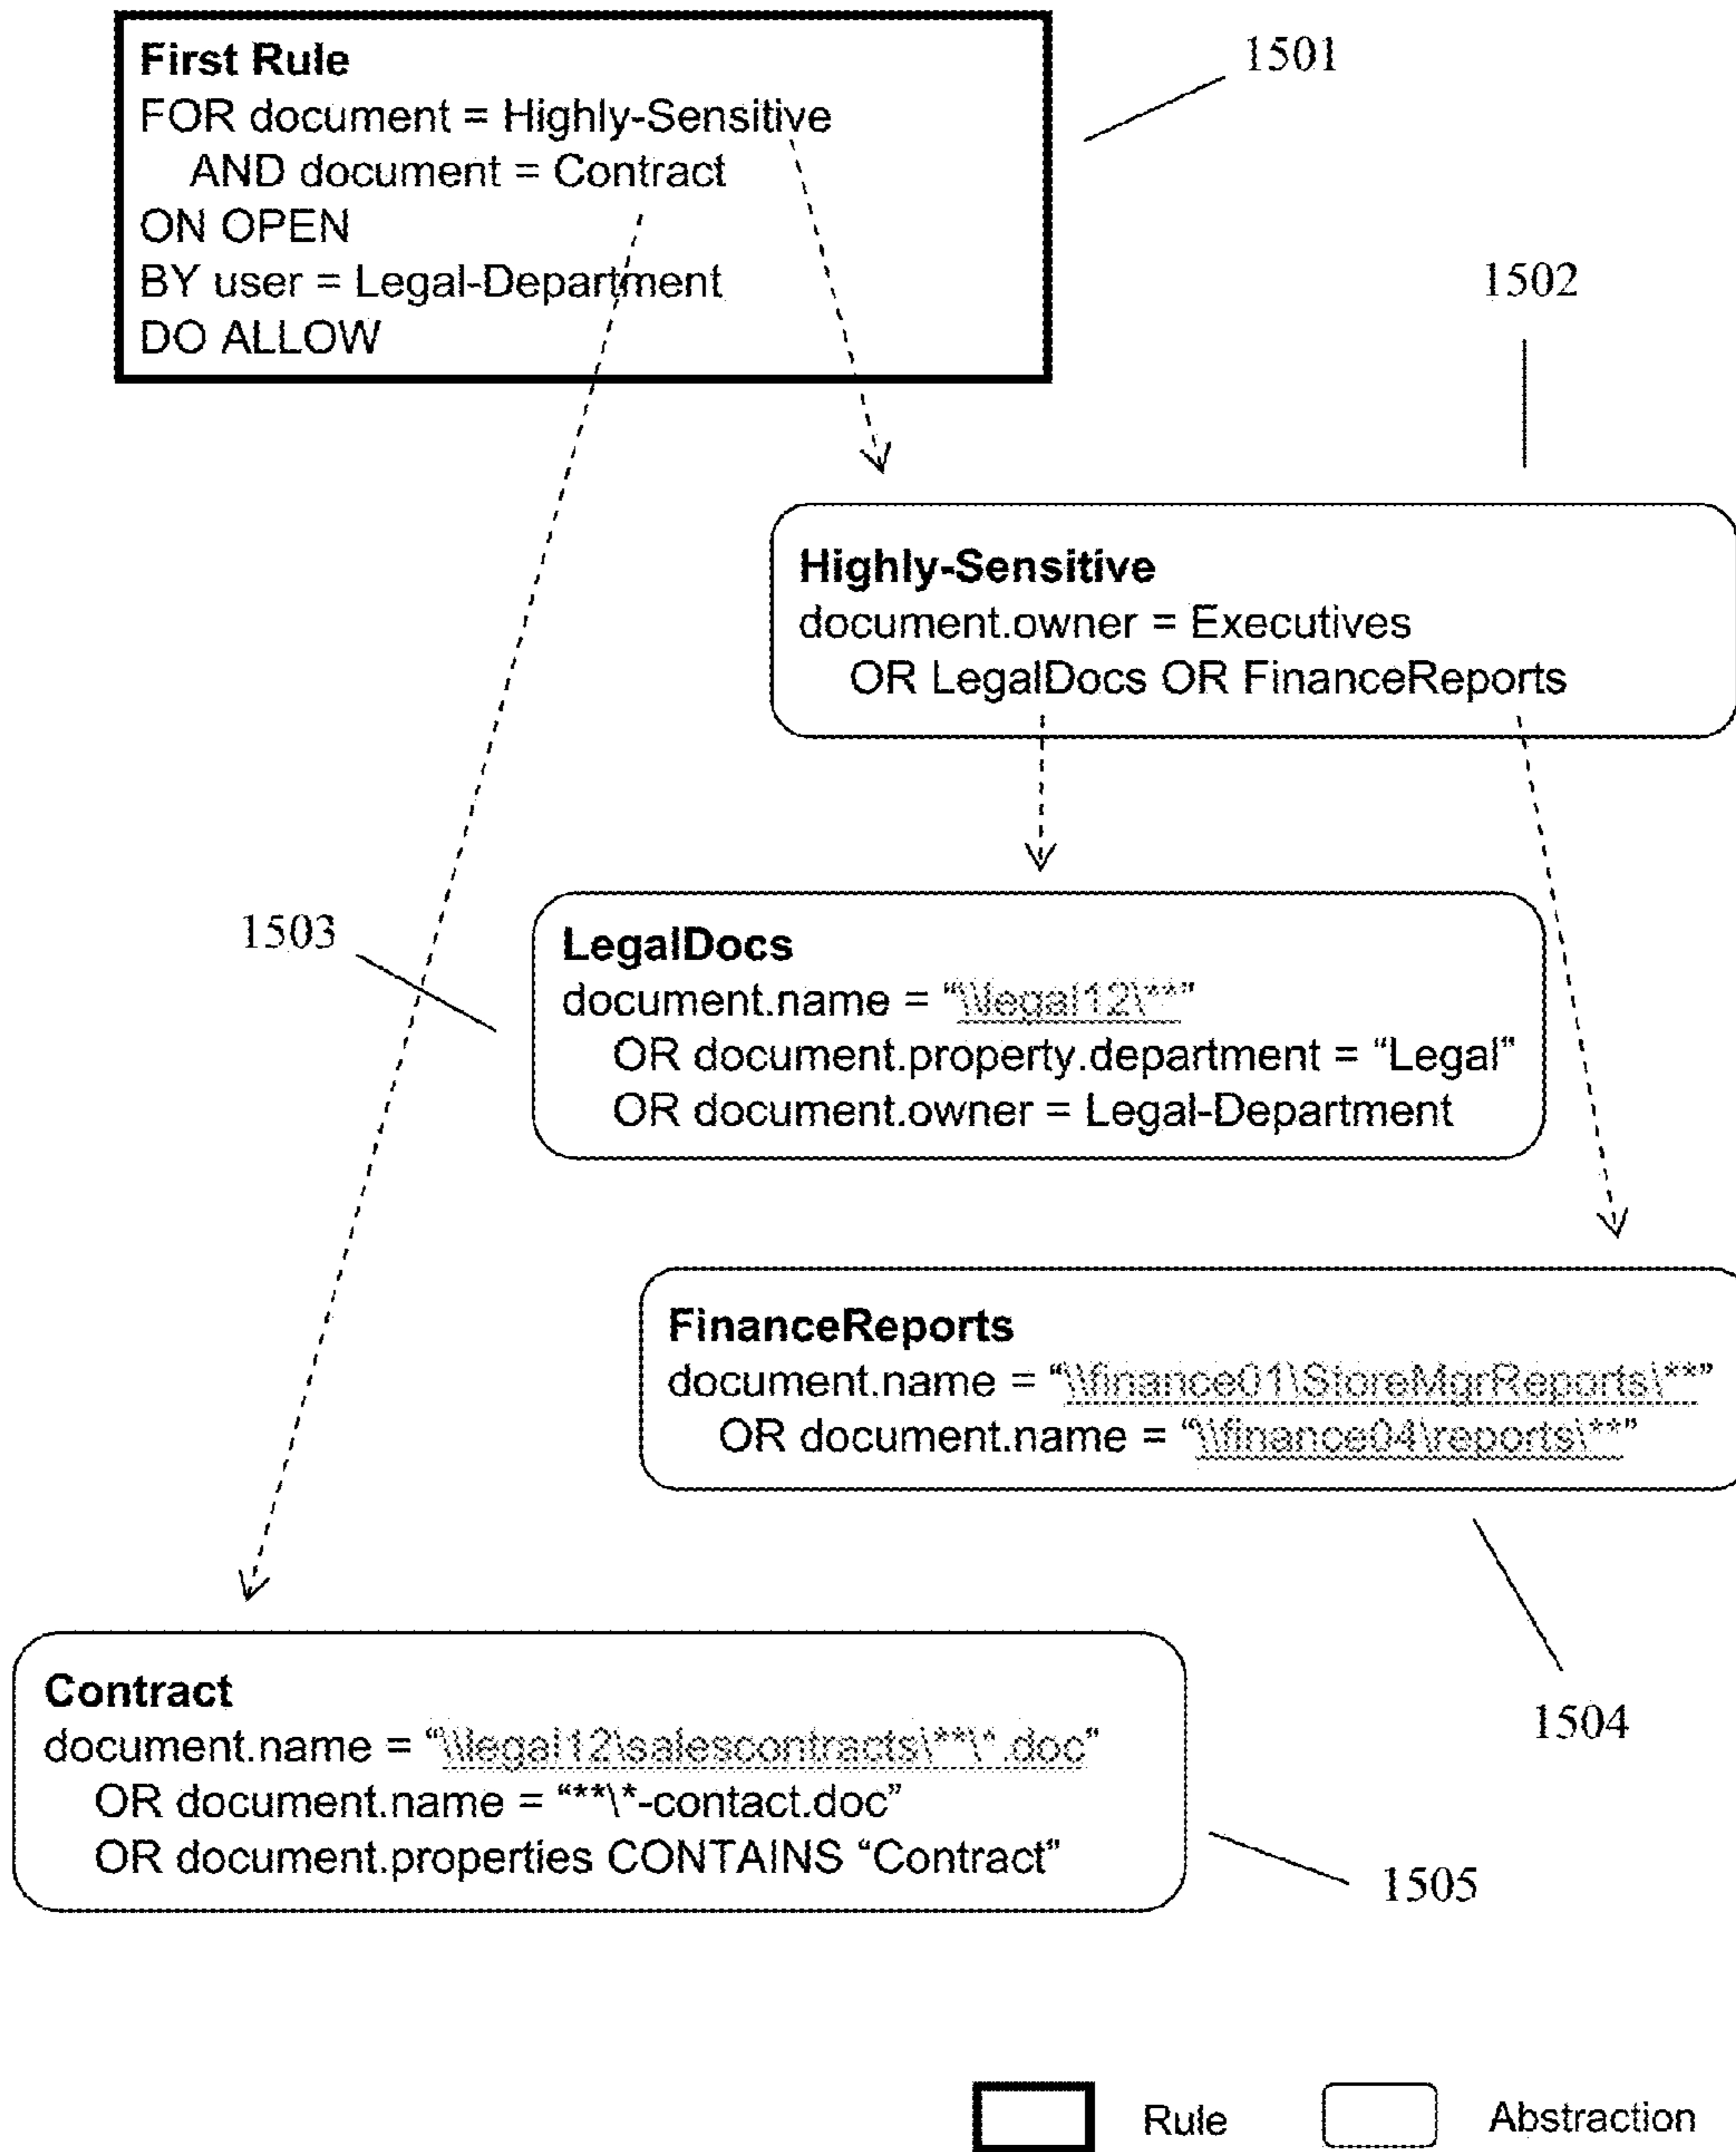 First Rule
FOR document = Highly-Sensitive
AND document = Contract
ON OPEN
BY user = Legal-Department
DO ALLOW
1501
1502
Highly-Sensitive
document.owner = Executives
OR LegalDocs OR FinanceReports
1503
LegalDocs
document.name = “\\legal12\**”
OR document.property.department = “Legal”
OR document.owner = Legal-Department
FinanceReports
document.name = “\\finance01\StoreMgrReports\**”
OR document.name = “\\finance04\reports\**”
1504
Contract
document.name = “\\legal12\salescontracts\**\*.doc”
OR document.name = “**\*-contact.doc”
OR document.properties CONTAINS “Contract”
1505
Rule
Abstraction